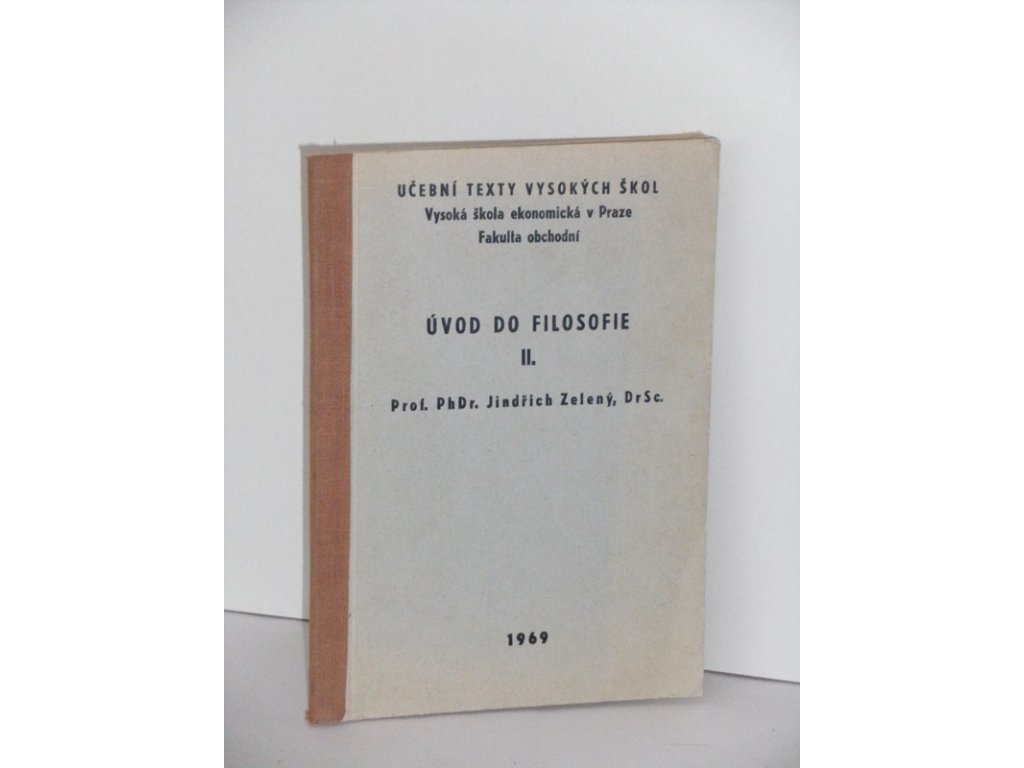 UČEBNÍ TEXTY VYSOKÝCH ŠKOL
Vysoká škola ekonomická v Praze
Fakulta obchodní
ÚVOD DO FILOSOFIE
II.
Prof. PhDr. Jindřich Zelený, DrSc.
1969